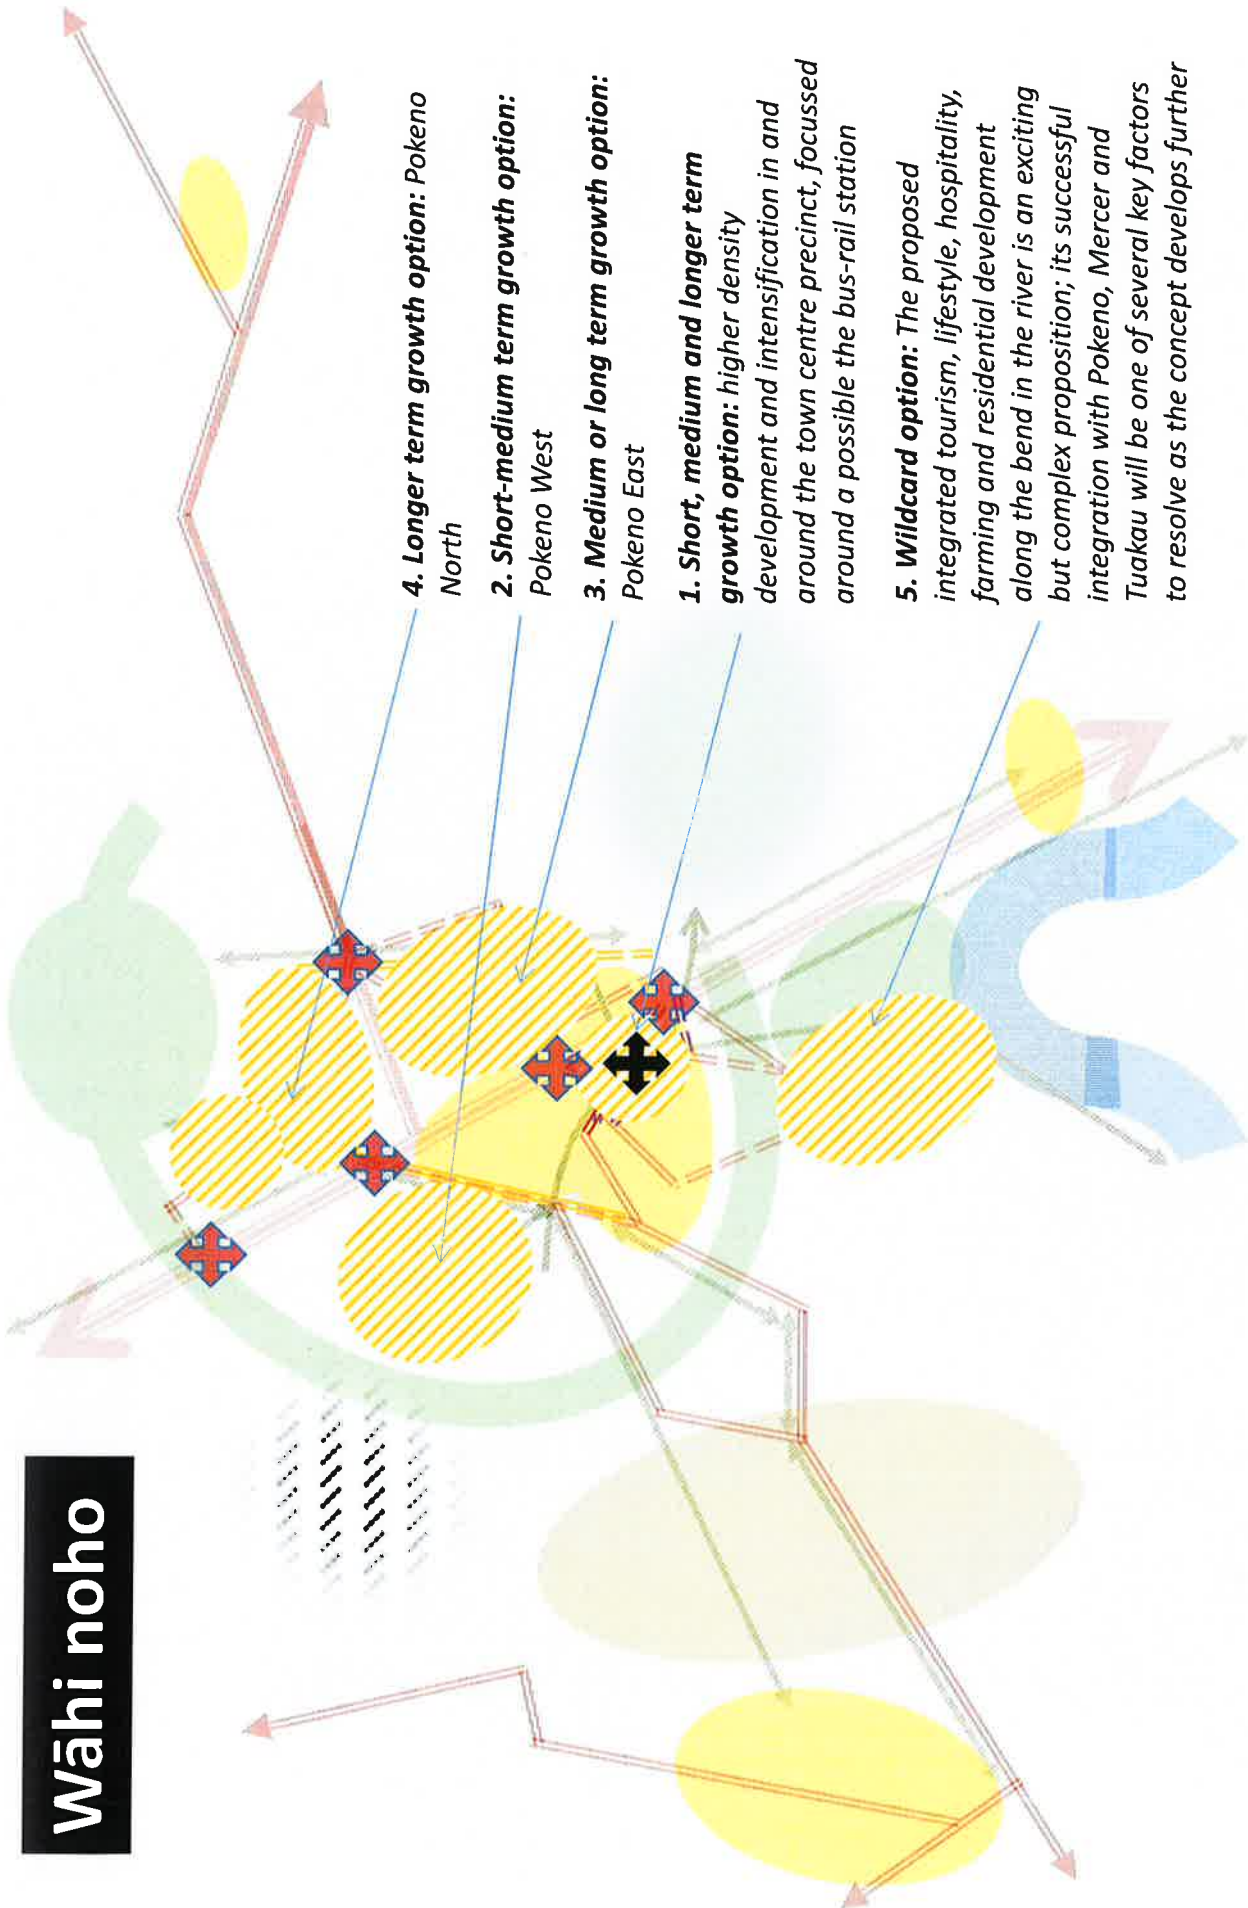 Wāhi noho
4. Longer term growth option: Pokeno
North
2. Short-medium term growth option:
Pokeno West
3. Medium or long term growth option:
Pokeno East
1. Short, medium and longer term
growth option: higher density
development and intensification in and
around the town centre precinct, focussed
around a possible the bus-rail station
5. Wildcard option: The proposed
integrated tourism, lifestyle, hospitality,
farming and residential development
along the bend in the river is an exciting
but complex proposition; its successful
integration with Pokeno, Mercer and
Tuakau will be one of several key factors
to resolve as the concept develops further